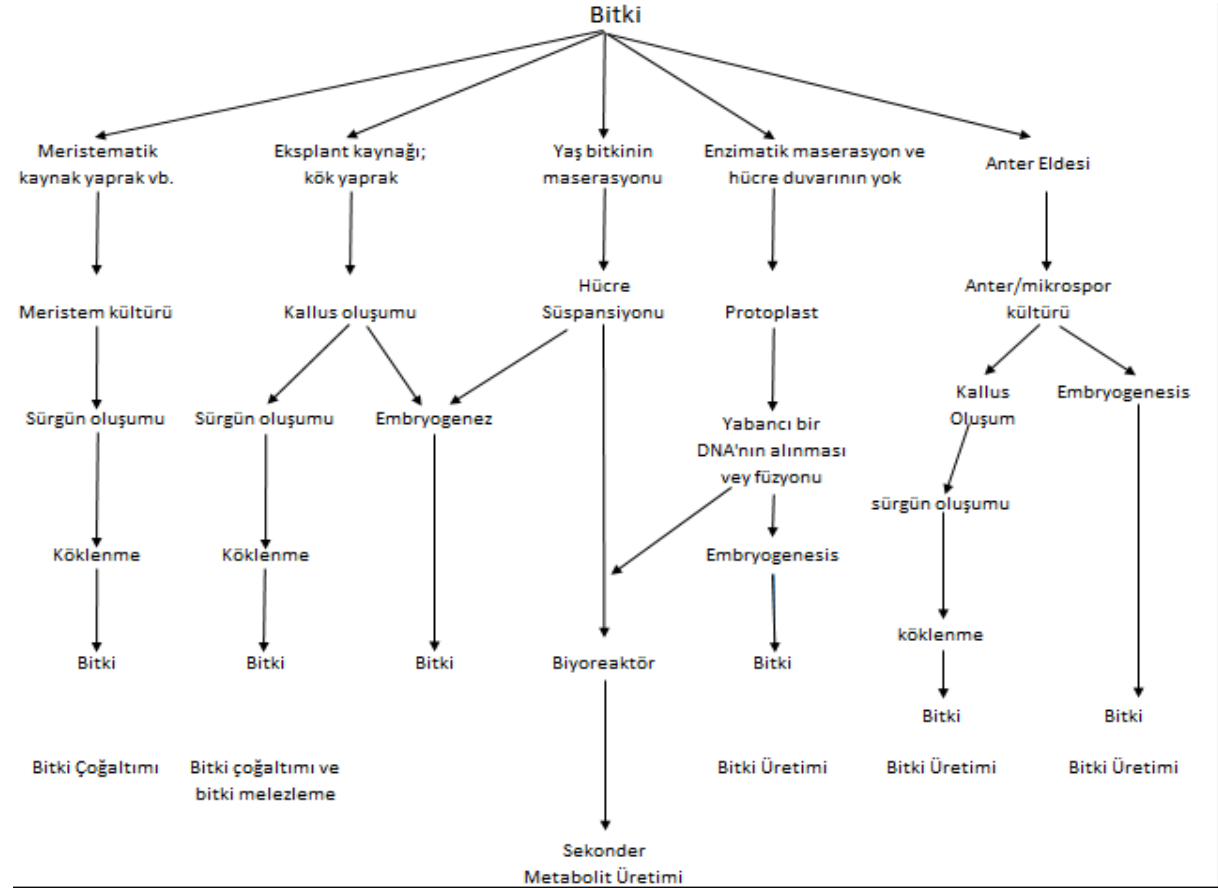 Bitki
Meristematik
kaynak yaprak vb.
Eksplant kaynağı;
kök yaprak
Yaş bitkinin
maserasyonu
Enzimatik maserasyon ve
hücre duvarının yok
Anter Eldesi
Meristem kültürü
Kallus oluşumu
Hücre
Süspansiyonu
Protoplast
Anter/mikrospor
kültürü
Sürgün oluşumu
Sürgün oluşumu
Embryogenez
Yabancı bir
DNA'nın alınması
vey füzyonu
Kallus
Oluşum
Embryogenesis
sürgün oluşumu
Köklenme
Köklenme
Embryogenesis
köklenme
Bitki
Bitki
Bitki
Biyoreaktör
Bitki
Bitki
Bitki
Bitki Çoğaltımı
Bitki çoğaltımı ve
bitki melezleme
Bitki Üretimi
Bitki Üretimi
Bitki Üretimi
Sekonder
Metabolit Üretimi